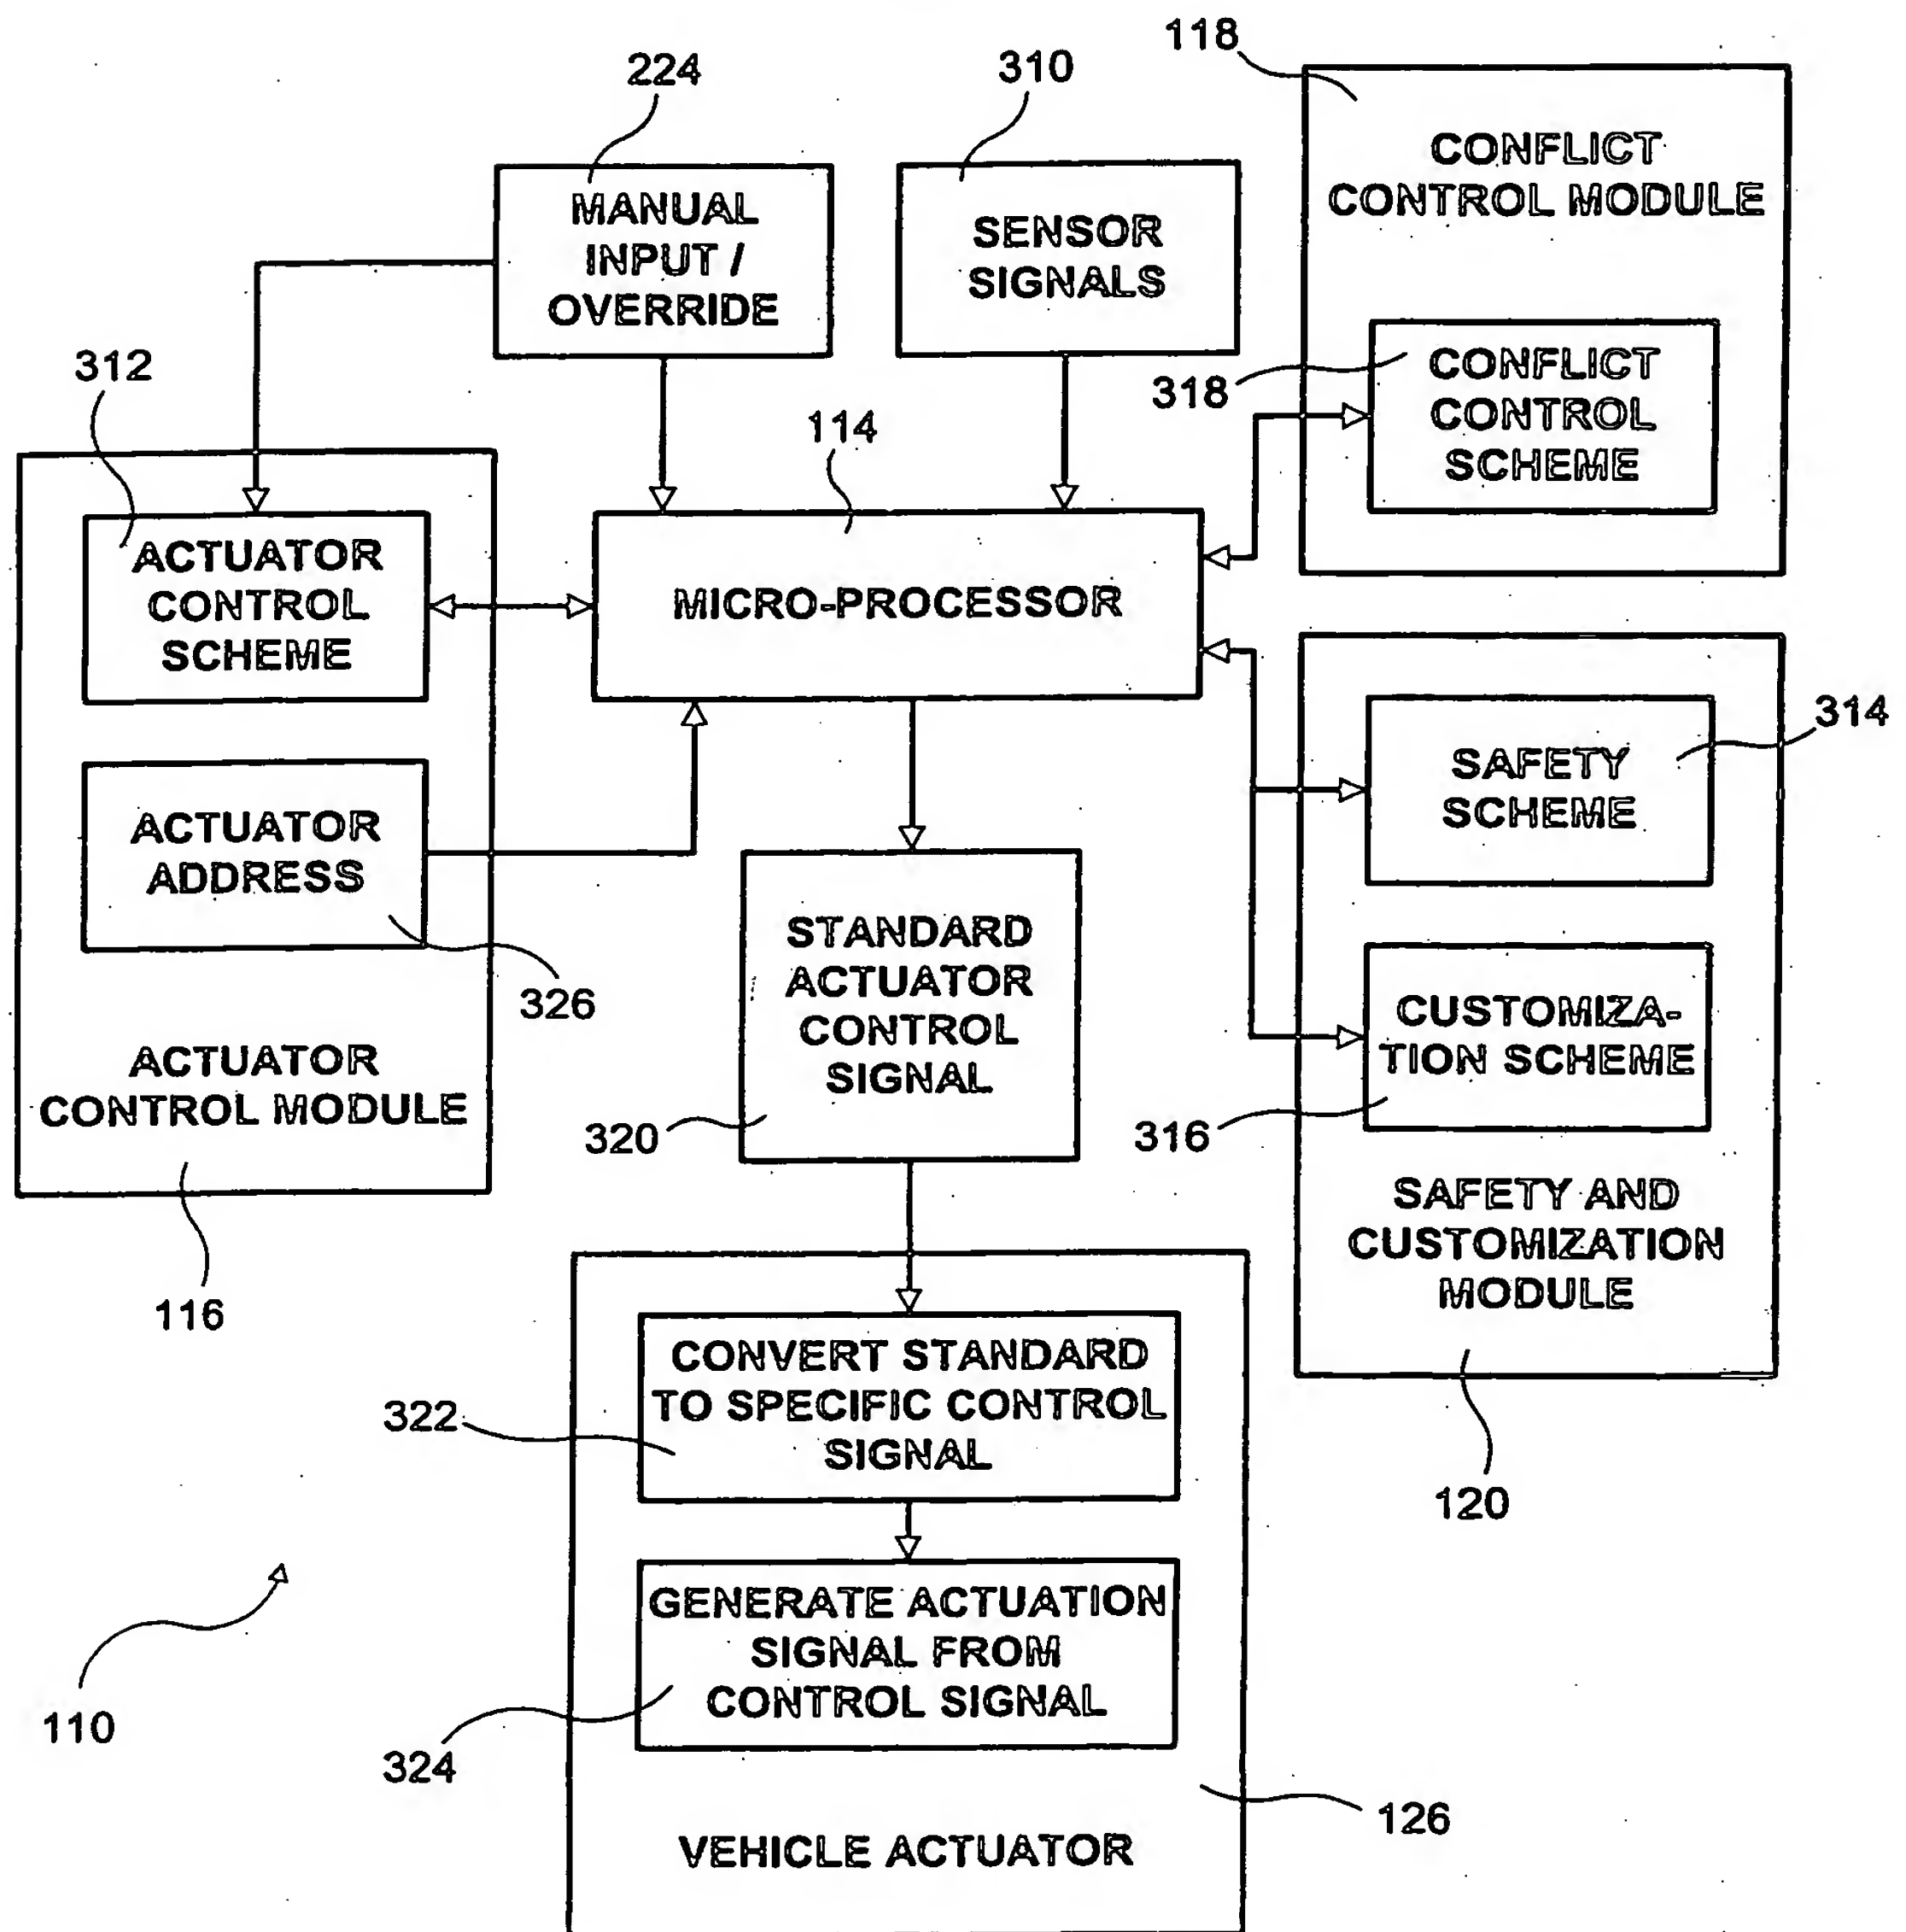 118
224
310
CONFLICT
CONTROL MODULE
MANUAL
INPUT /
OVERRIDE
SENSOR
SIGNALS
312
318
CONFLICT
CONTROL
SCHEME
114
ACTUATOR
CONTROL
SCHEME
MICRO-PROCESSOR
314
SAFETY
SCHEME
ACTUATOR
ADDRESS
326
STANDARD
ACTUATOR
CONTROL
SIGNAL
CUSTOMIZA-
TION SCHEME
ACTUATOR
CONTROL MODULE
320
316
SAFETY AND
CUSTOMIZATION
MODULE
116
CONVERT STANDARD
TO SPECIFIC CONTROL
SIGNAL
322
120
GENERATE ACTUATION
SIGNAL FROM
CONTROL SIGNAL
110
324
126
VEHICLE ACTUATOR